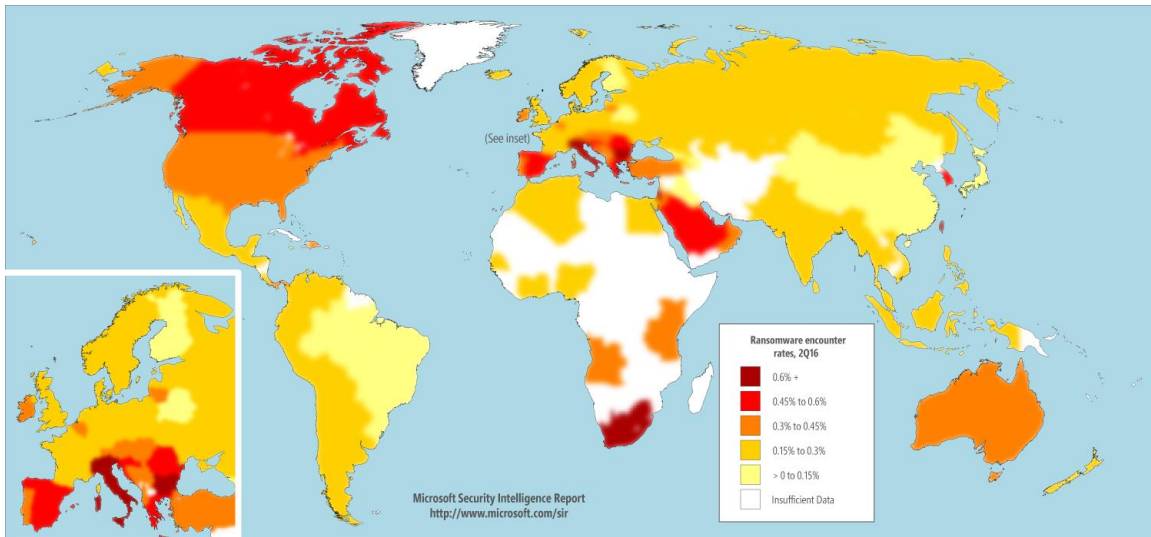 (See inset)
Ransomware encounter
rates, 2Q16
0.6% +
0.45% to 0.6%
0.3% to 0.45%
0.15% to 0.3%
> 0 to 0.15%
Insufficient Data
Microsoft Security Intelligence Report
http://www.microsoft.com/sir